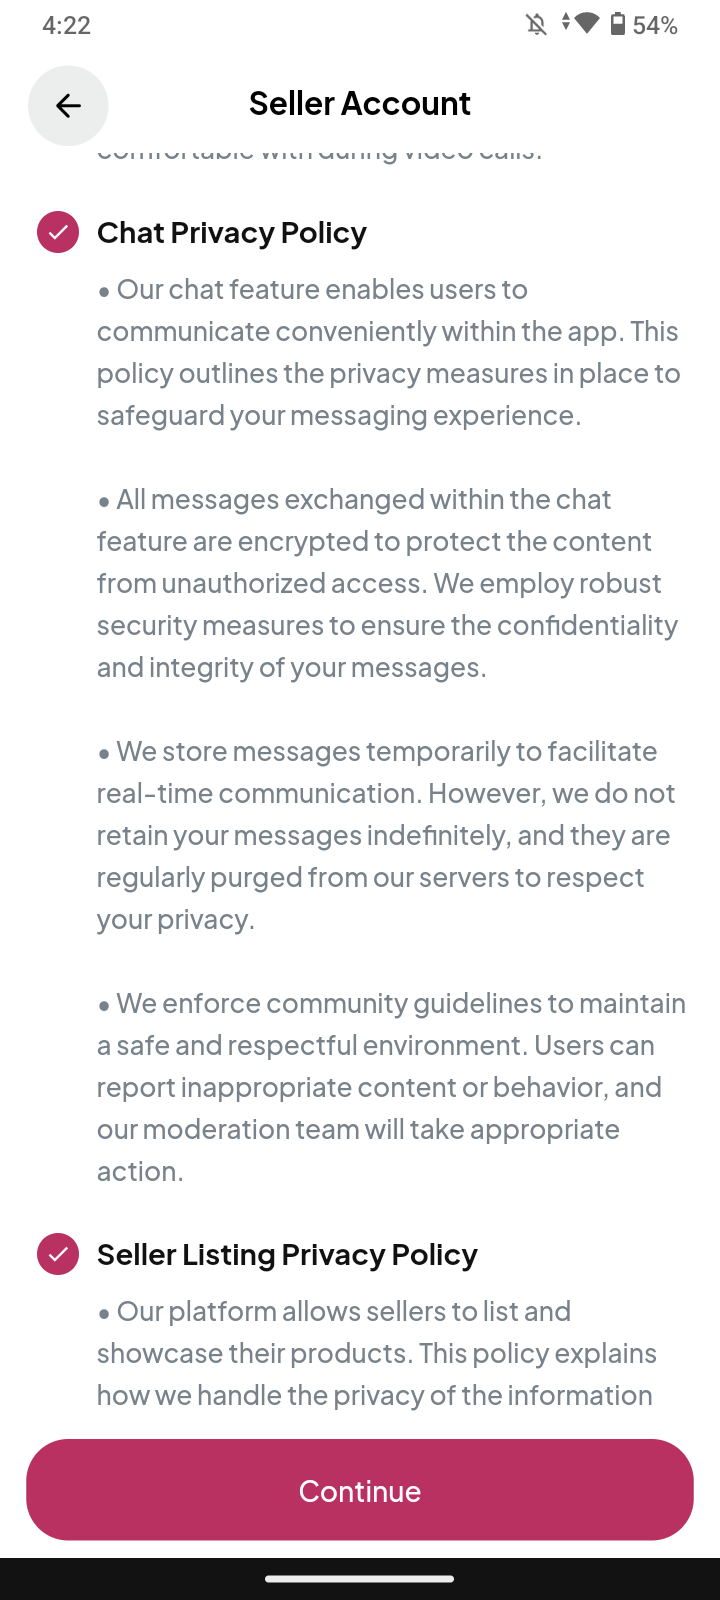 4:22
54%
Seller Account
comfortable with during video calls.
Chat Privacy Policy
• Our chat feature enables users to
communicate conveniently within the app. This
policy outlines the privacy measures in place to
safeguard your messaging experience.
• All messages exchanged within the chat
feature are encrypted to protect the content
from unauthorized access. We employ robust
security measures to ensure the confidentiality
and integrity of your messages.
• We store messages temporarily to facilitate
real-time communication. However, we do not
retain your messages indefinitely, and they are
regularly purged from our servers to respect
your privacy.
• We enforce community guidelines to maintain
a safe and respectful environment. Users can
report inappropriate content or behavior, and
our moderation team will take appropriate
action.
Seller Listing Privacy Policy
• Our platform allows sellers to list and
showcase their products. This policy explains
how we handle the privacy of the information
Continue